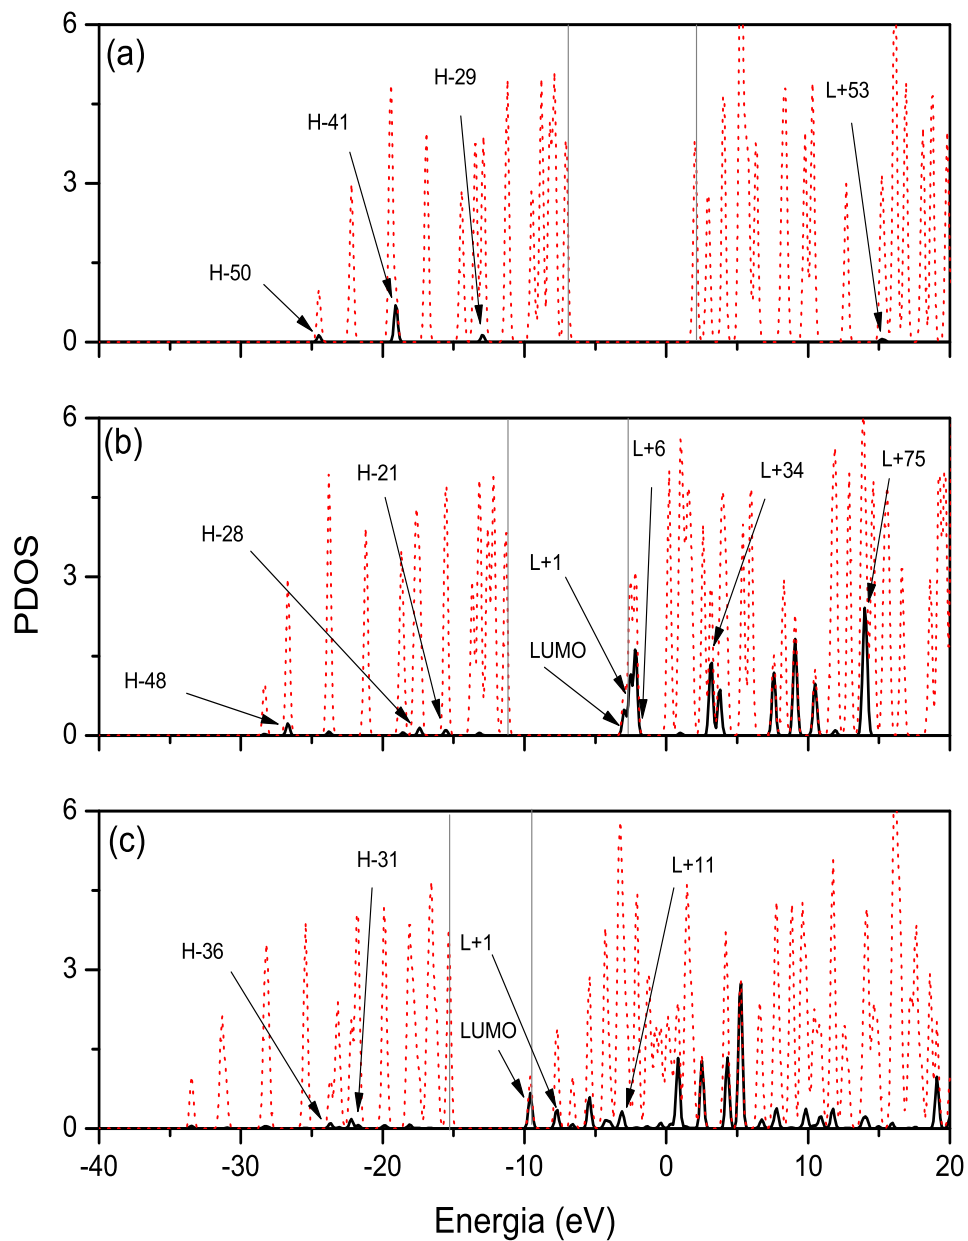 6
(a)
H-29
L+53
H-41
3
H-50
0
6
(b)
L+6
H-21
L+34
L+75
H-28
3
L+1
LUMO
H-48
0
PDOS
6
(c)
H-31
L+11
H-36
L+1
3
LUMO
0
-40 -30 -20 -10 0 10 20
Energia (eV)